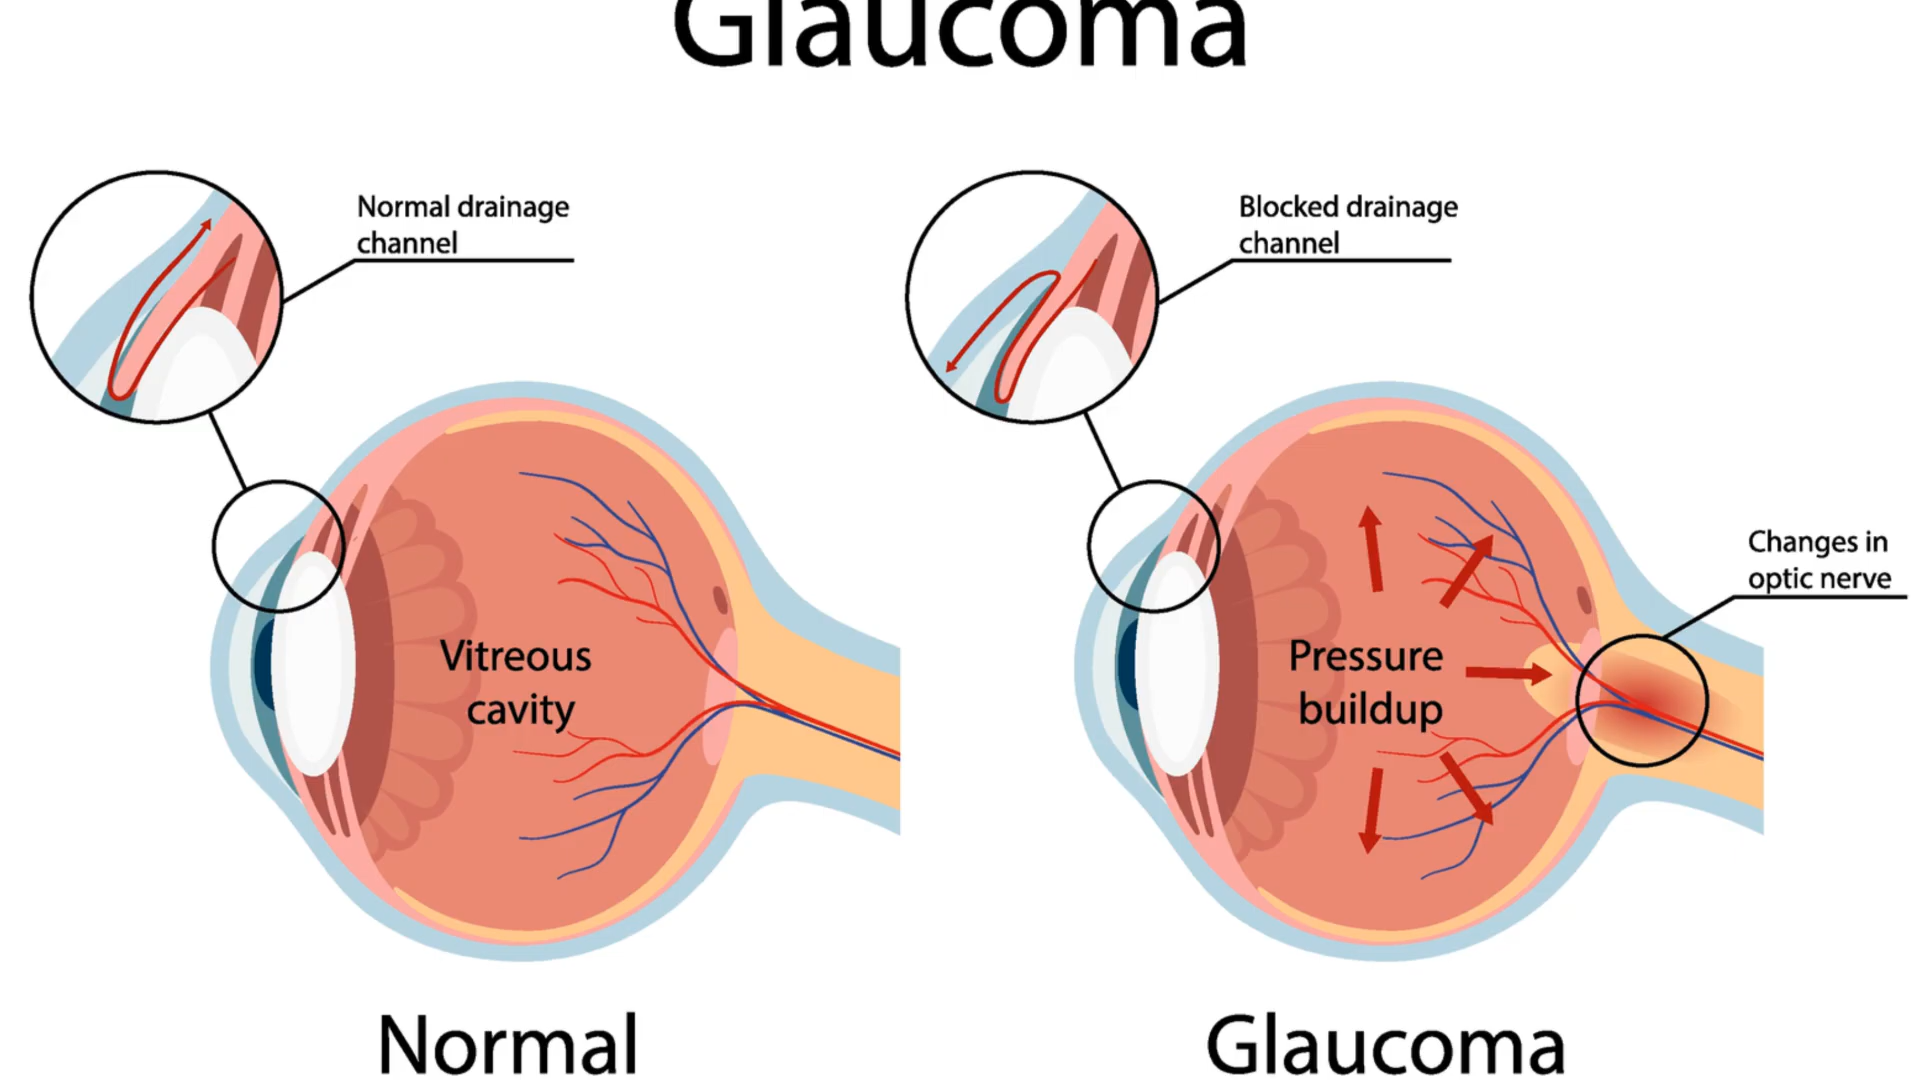 Glaucoma
Normal drainage
channel
Blocked drainage
channel
Changes in
optic nerve
Vitreous
cavity
Pressure
buildup
Normal
Glaucoma